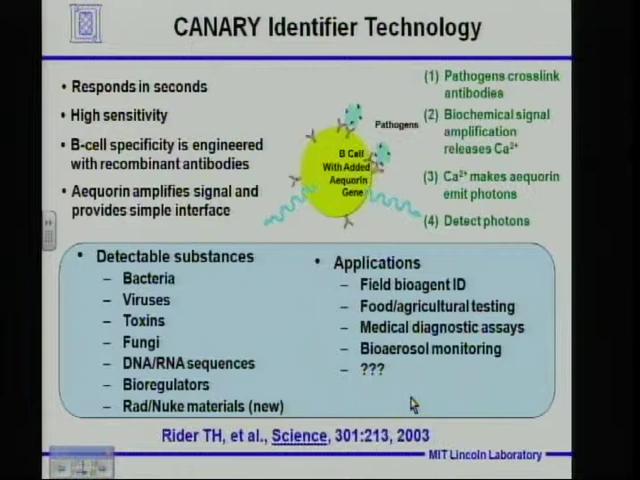 CANARY Identifier Technology
• Responds in seconds
• High sensitivity
• B-cell specificity is engineered
with recombinant antibodies
• Aequorin amplifies signal and
provides simple interface
Pathogens
B Cell
With Added
Aequorin
Gene
(1) Pathogens crosslink
antibodies
(2) Biochemical signal
amplification
releases Ca²⁺
(3) Ca²⁺ makes aequorin
emit photons
(4) Detect photons
• Detectable substances
– Bacteria
– Viruses
– Toxins
– Fungi
– DNA/RNA sequences
– Bioregulators
– Rad/Nuke materials (new)
• Applications
– Field bioagent ID
– Food/agricultural testing
– Medical diagnostic assays
– Bioaerosol monitoring
– ???
Rider TH, et al., Science, 301:213, 2003
MIT Lincoln Laboratory